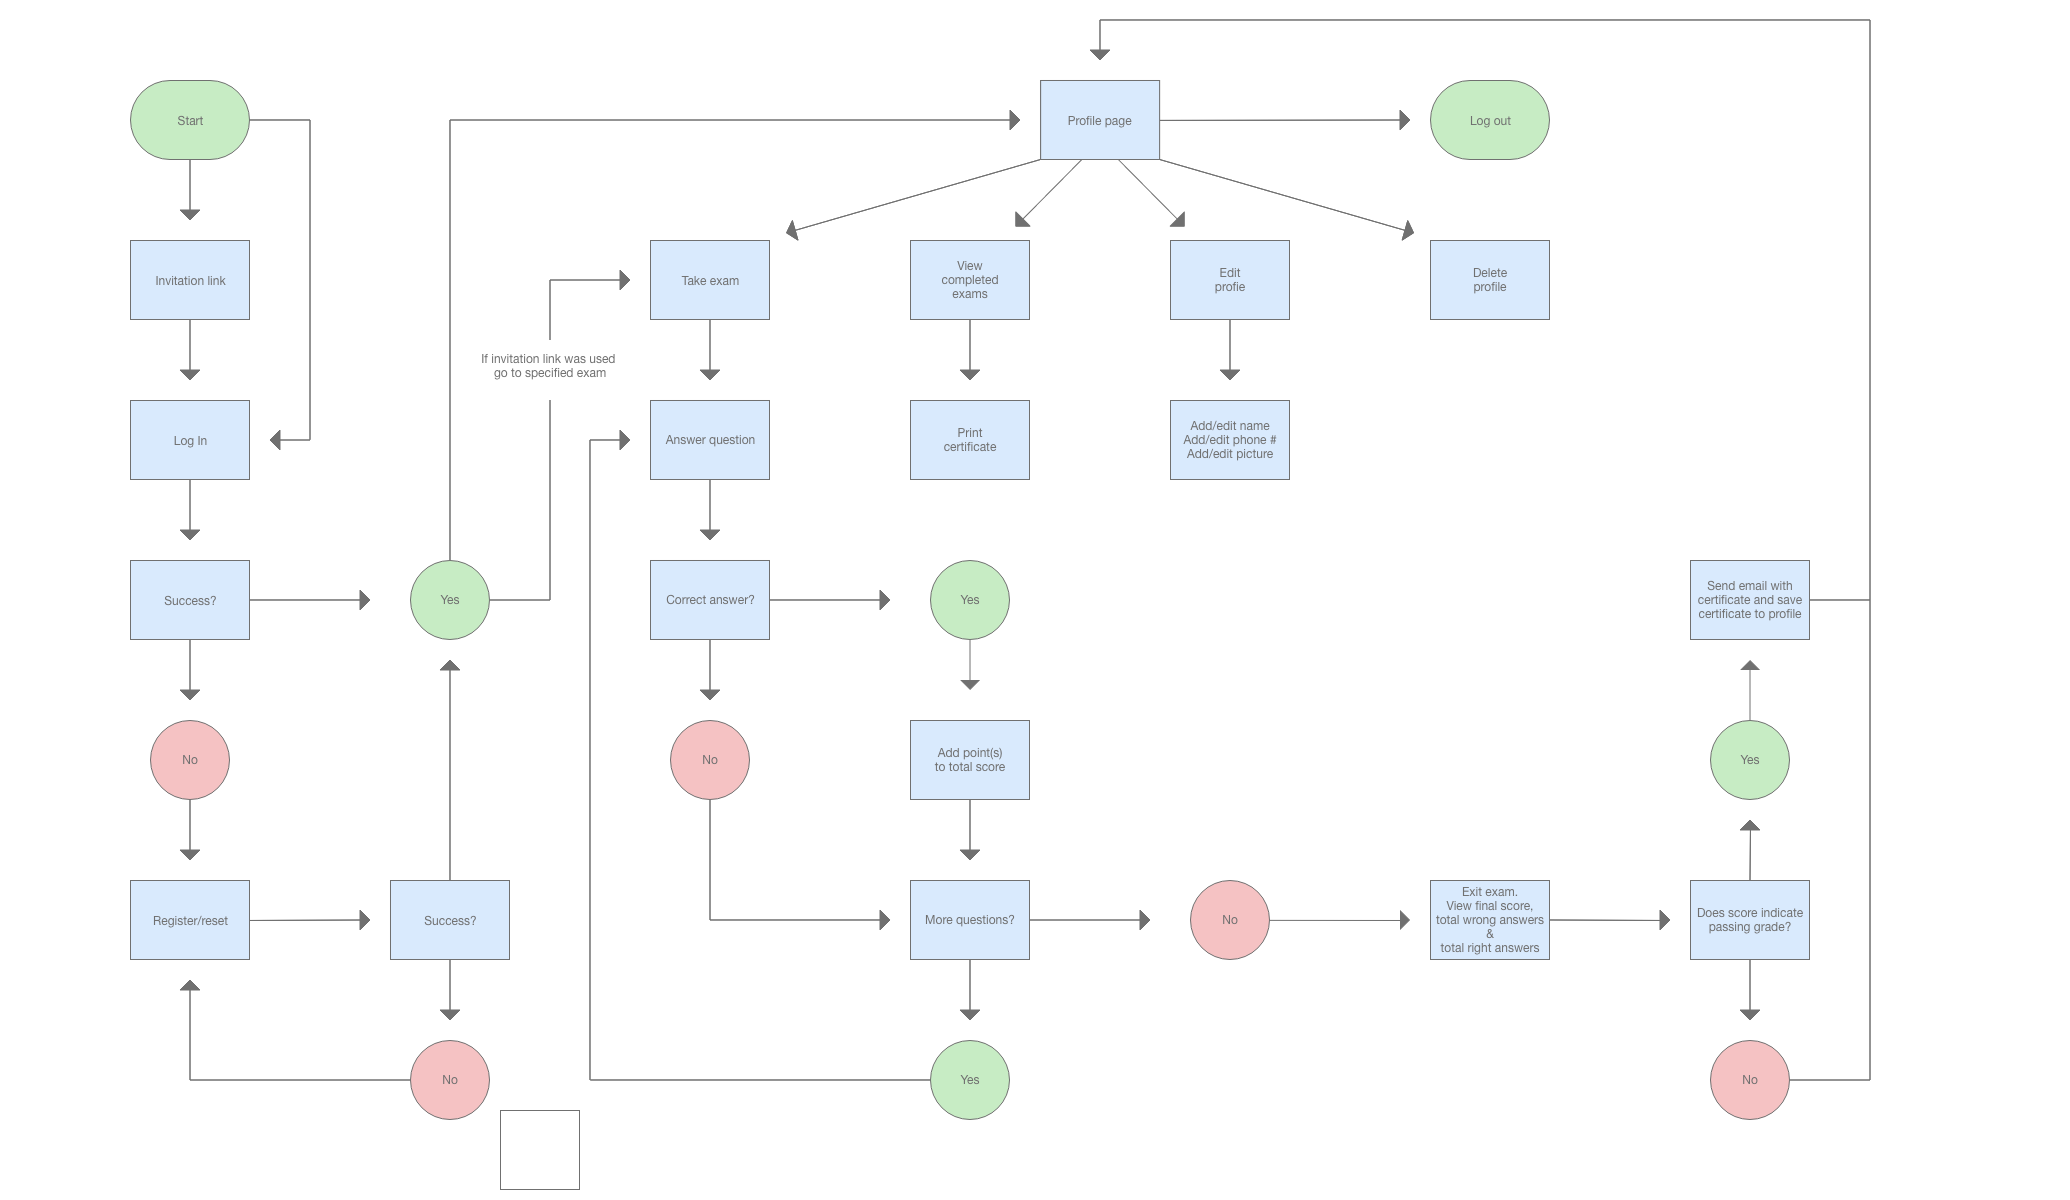 Start
Profile page
Log out
Invitation link
Take exam
View
completed
exams
Edit
profie
Delete
profile
If invitation link was used
go to specified exam
Log In
Answer question
Print
certificate
Add/edit name
Add/edit phone #
Add/edit picture
Success?
Yes
Correct answer?
Yes
Send email with
certificate and save
certificate to profile
No
No
Add point(s)
to total score
Yes
Register/reset
Success?
More questions?
No
Exit exam.
View final score,
total wrong answers
&
total right answers
Does score indicate
passing grade?
No
Yes
No